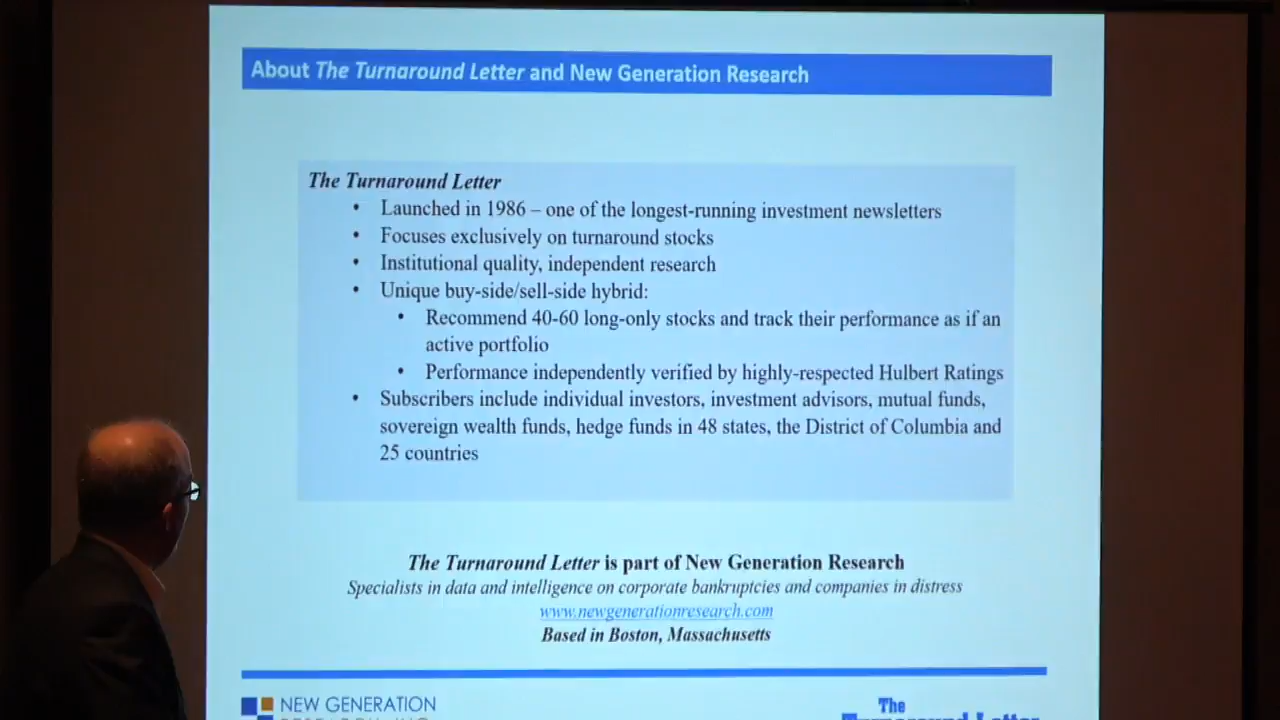 About The Turnaround Letter and New Generation Research
The Turnaround Letter
• Launched in 1986 – one of the longest-running investment newsletters
• Focuses exclusively on turnaround stocks
• Institutional quality, independent research
• Unique buy-side/sell-side hybrid:
• Recommend 40-60 long-only stocks and track their performance as if an
active portfolio
• Performance independently verified by highly-respected Hulbert Ratings
• Subscribers include individual investors, investment advisors, mutual funds,
sovereign wealth funds, hedge funds in 48 states, the District of Columbia and
25 countries
The Turnaround Letter is part of New Generation Research
Specialists in data and intelligence on corporate bankruptcies and companies in distress
www.newgenerationresearch.com
Based in Boston, Massachusetts
NEW GENERATION
RESEARCH, INC.
The
Turnaround Letter